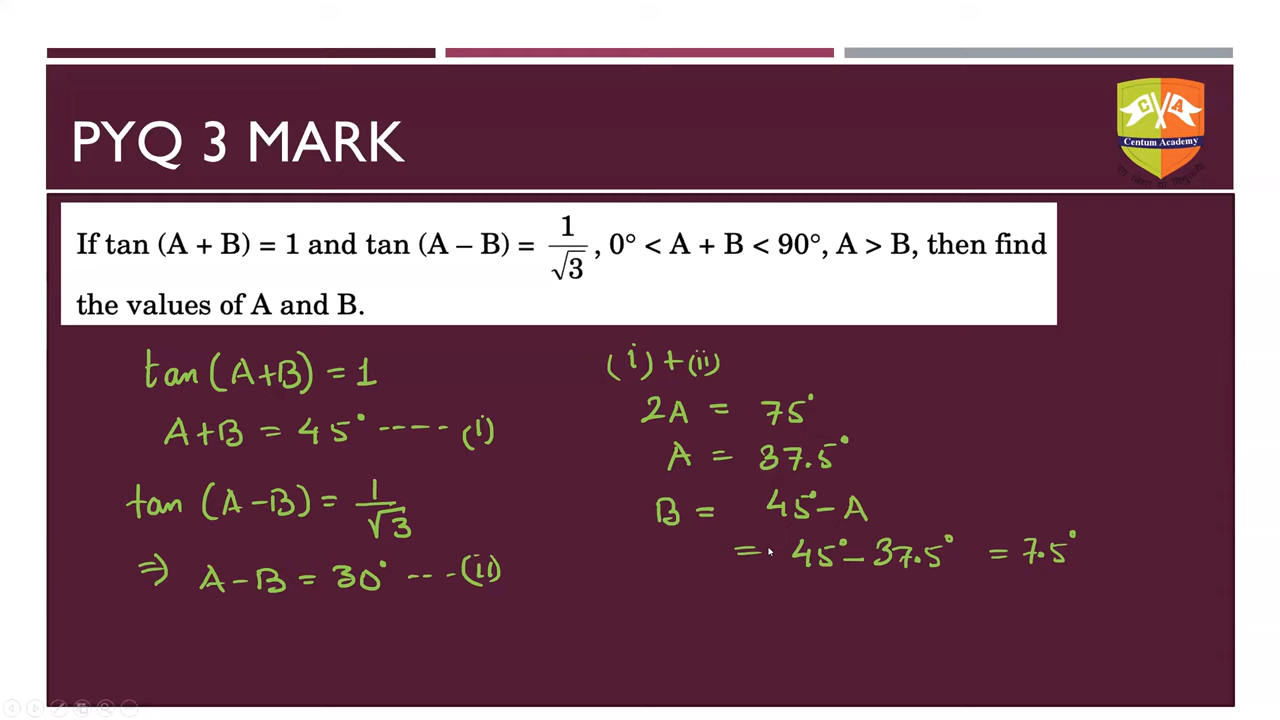 PYQ 3 MARK
C A
Centum Academy
If tan (A + B) = 1 and tan (A – B) = 1/√3, 0° < A + B < 90°, A > B, then find
the values of A and B.
tan (A+B) = 1
A+B = 45° ---- (i)
tan (A-B) = 1/√3
⇒ A-B = 30° --- (ii)
(i) + (ii)
2A = 75°
A = 37.5°
B = 45° - A
= 45° - 37.5° = 7.5°